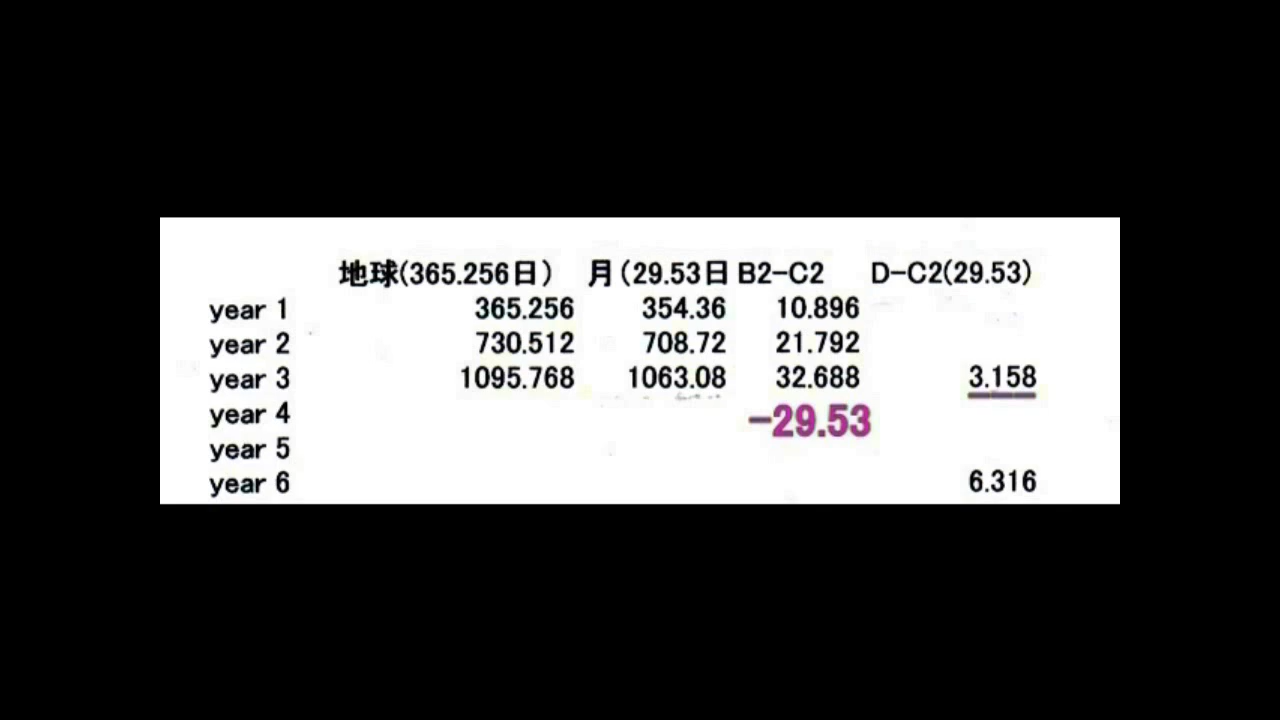 地球(365.256日） 月（29.53日 B2-C2 D-C2(29.53)
year 1 365.256 354.36 10.896
year 2 730.512 708.72 21.792
year 3 1095.768 1063.08 32.688 3.158
year 4 -29.53
year 5
year 6 6.316